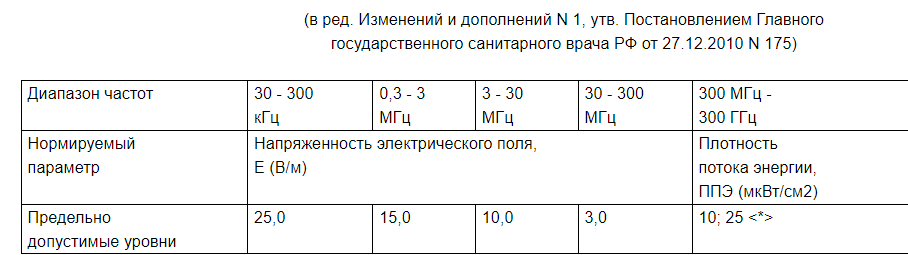 (в ред. Изменений и дополнений N 1, утв. Постановлением Главного
государственного санитарного врача РФ от 27.12.2010 N 175)
Диапазон частот 30 - 300 кГц 0,3 - 3 МГц 3 - 30 МГц 30 - 300 МГц 300 МГц - 300 ГГц
Нормируемый параметр Напряженность электрического поля, Е (В/м) Плотность потока энергии, ППЭ (мкВт/см2)
Предельно допустимые уровни 25,0 15,0 10,0 3,0 10; 25 <*>